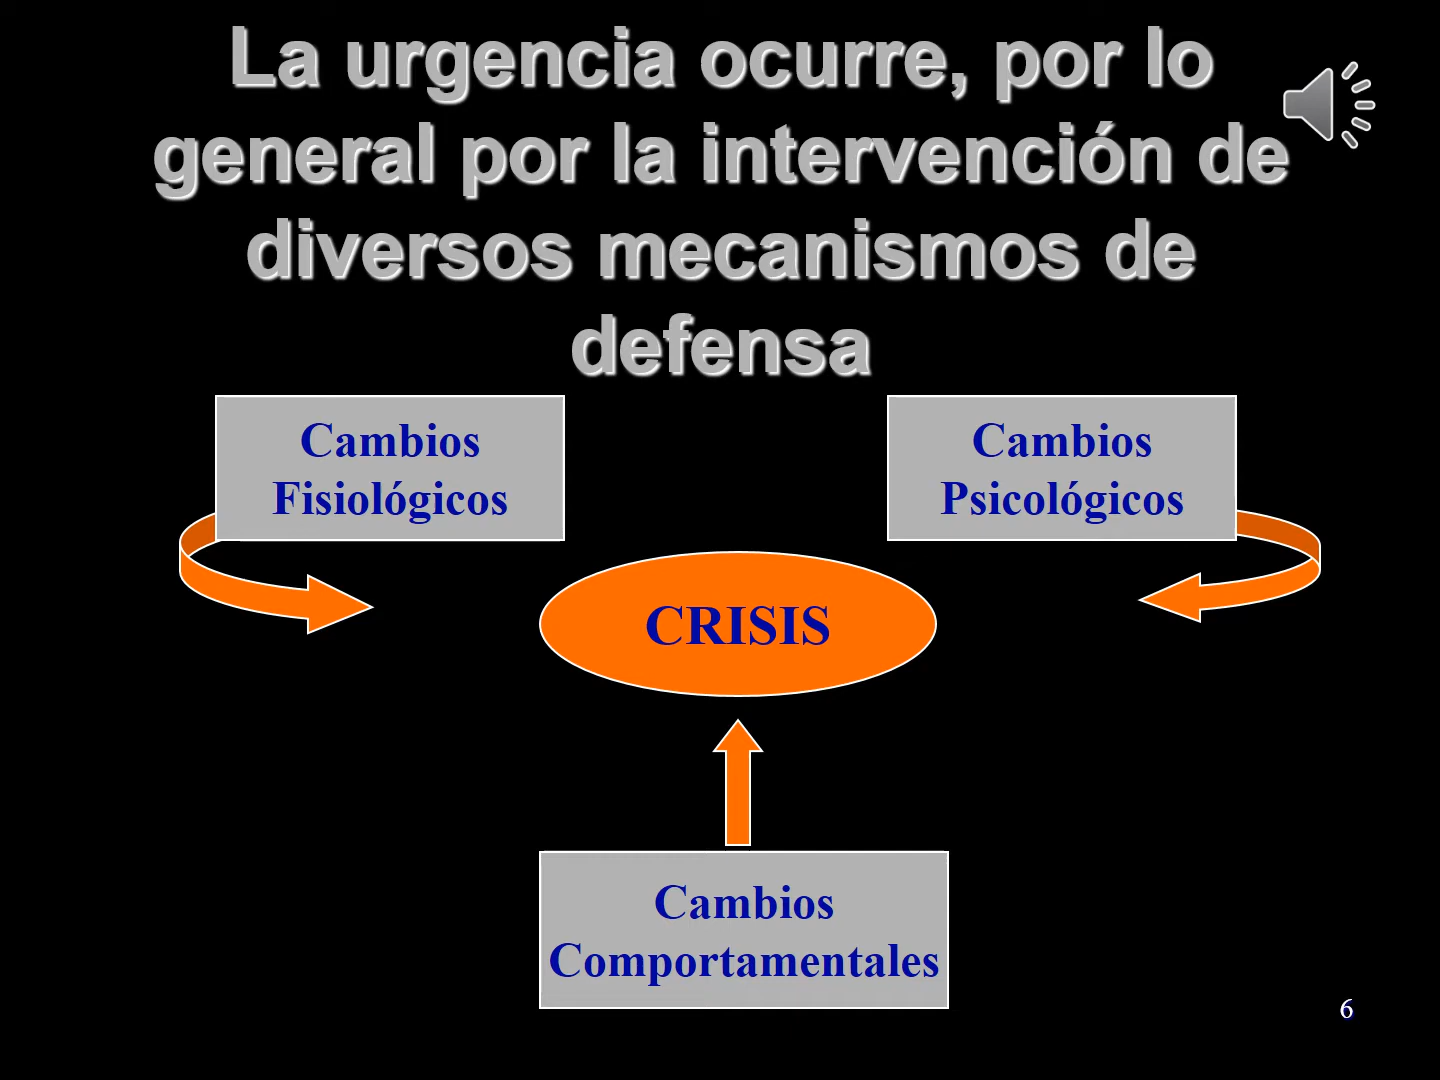 La urgencia ocurre, por lo
general por la intervención de
diversos mecanismos de
defensa
Cambios
Fisiológicos
Cambios
Psicológicos
CRISIS
Cambios
Comportamentales
6